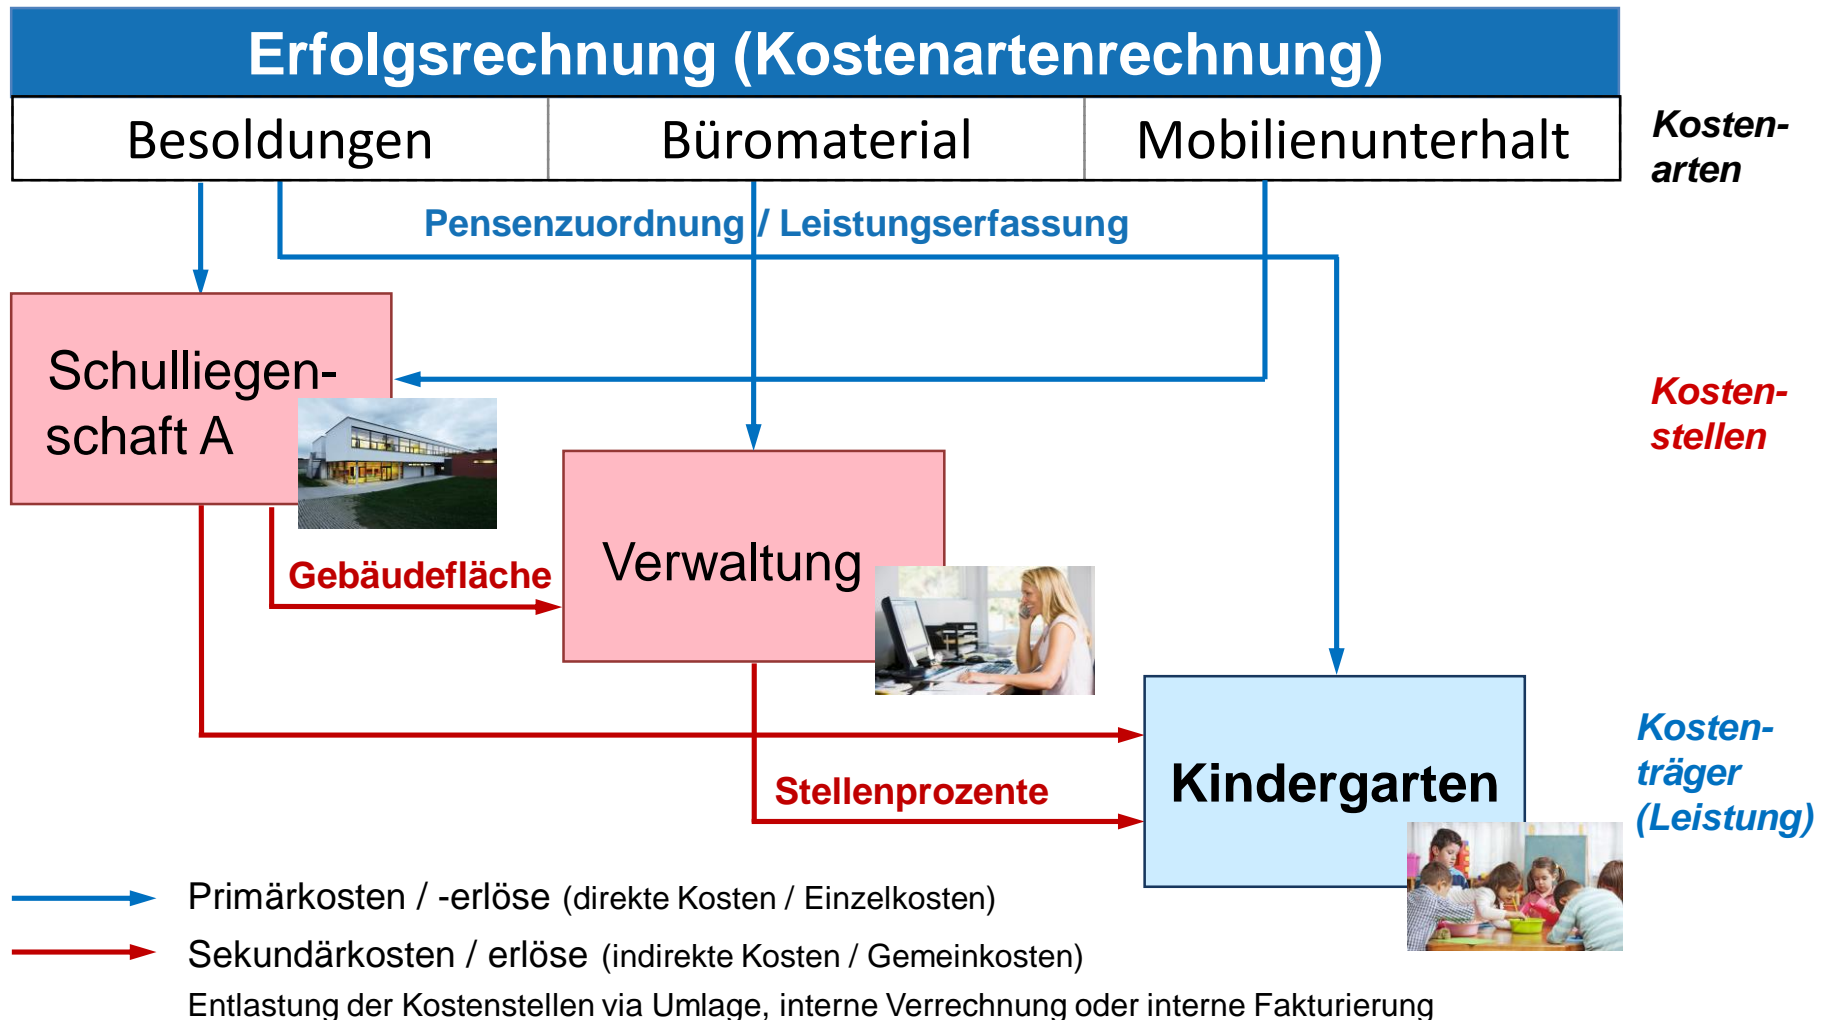 Erfolgsrechnung (Kostenartenrechnung)
Besoldungen
Büromaterial
Mobilienunterhalt
Kosten-
arten
Pensenzuordnung / Leistungserfassung
Schulliegen-
schaft A
Kosten-
stellen
Gebäudefläche
Verwaltung
Kosten-
träger
(Leistung)
Stellenprozente
Kindergarten
Primärkosten / -erlöse (direkte Kosten / Einzelkosten)
Sekundärkosten / erlöse (indirekte Kosten / Gemeinkosten)
Entlastung der Kostenstellen via Umlage, interne Verrechnung oder interne Fakturierung